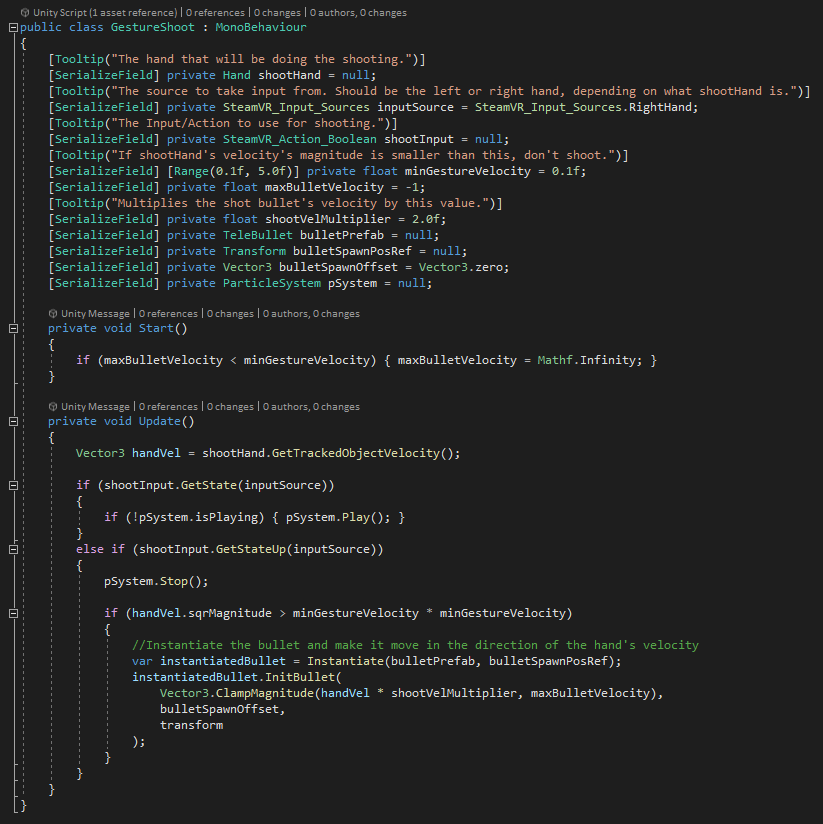 Unity Script (1 asset reference) | 0 references | 0 changes | 0 authors, 0 changes
public class GestureShoot : MonoBehaviour
{
[Tooltip("The hand that will be doing the shooting.")]
[SerializeField] private Hand shootHand = null;
[Tooltip("The source to take input from. Should be the left or right hand, depending on what shootHand is.")]
[SerializeField] private SteamVR_Input_Sources inputSource = SteamVR_Input_Sources.RightHand;
[Tooltip("The Input/Action to use for shooting.")]
[SerializeField] private SteamVR_Action_Boolean shootInput = null;
[Tooltip("If shootHand's velocity's magnitude is smaller than this, don't shoot.")]
[SerializeField] [Range(0.1f, 5.0f)] private float minGestureVelocity = 0.1f;
[SerializeField] private float maxBulletVelocity = -1;
[Tooltip("Multiplies the shot bullet's velocity by this value.")]
[SerializeField] private float shootVelMultiplier = 2.0f;
[SerializeField] private TeleBullet bulletPrefab = null;
[SerializeField] private Transform bulletSpawnPosRef = null;
[SerializeField] private Vector3 bulletSpawnOffset = Vector3.zero;
[SerializeField] private ParticleSystem pSystem = null;
Unity Message | 0 references | 0 changes | 0 authors, 0 changes
private void Start()
{
if (maxBulletVelocity < minGestureVelocity) { maxBulletVelocity = Mathf.Infinity; }
}
Unity Message | 0 references | 0 changes | 0 authors, 0 changes
private void Update()
{
Vector3 handVel = shootHand.GetTrackedObjectVelocity();
if (shootInput.GetState(inputSource))
{
if (!pSystem.isPlaying) { pSystem.Play(); }
}
else if (shootInput.GetStateUp(inputSource))
{
pSystem.Stop();
if (handVel.sqrMagnitude > minGestureVelocity * minGestureVelocity)
{
//Instantiate the bullet and make it move in the direction of the hand's velocity
var instantiatedBullet = Instantiate(bulletPrefab, bulletSpawnPosRef);
instantiatedBullet.InitBullet(
Vector3.ClampMagnitude(handVel * shootVelMultiplier, maxBulletVelocity),
bulletSpawnOffset,
transform
);
}
}
}
}